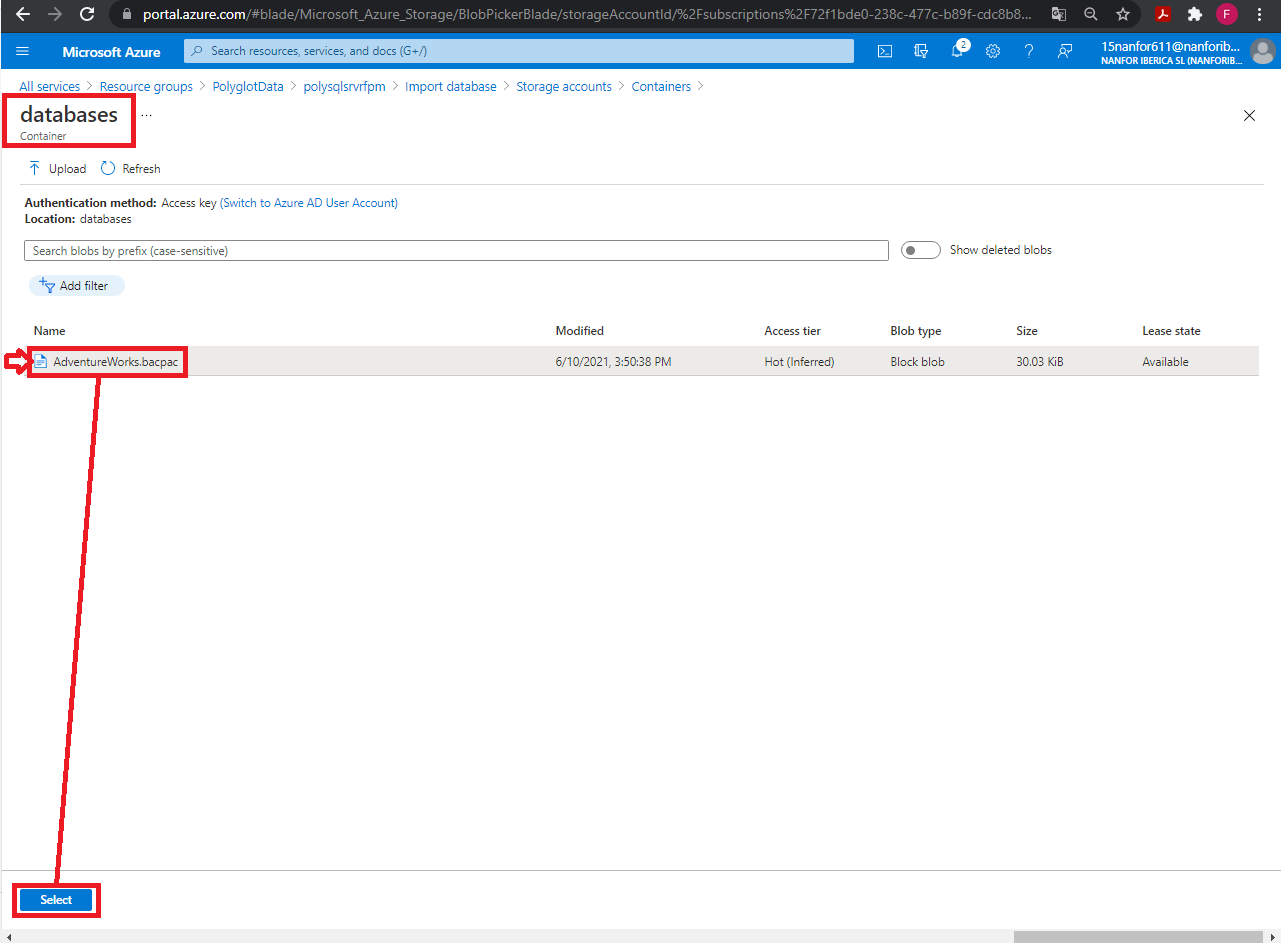 portal.azure.com/#blade/Microsoft_Azure_Storage/BlobPickerBlade/storageAccountId/%2Fsubscriptions%2F72f1bde0-238c-477c-b89f-cdc8b8...
F
Microsoft Azure
Search resources, services, and docs (G+/)
2
15nanfor611@nanforib...
NANFOR IBERICA SL (NANFORIB...
All services > Resource groups > PolyglotData > polysqlsrvrfpm > Import database > Storage accounts > Containers >
databases ...
Container
Upload Refresh
Authentication method: Access key (Switch to Azure AD User Account)
Location: databases
Search blobs by prefix (case-sensitive) Show deleted blobs
Add filter
Name Modified Access tier Blob type Size Lease state
AdventureWorks.bacpac 6/10/2021, 3:50:38 PM Hot (Inferred) Block blob 30.03 KiB Available
Select